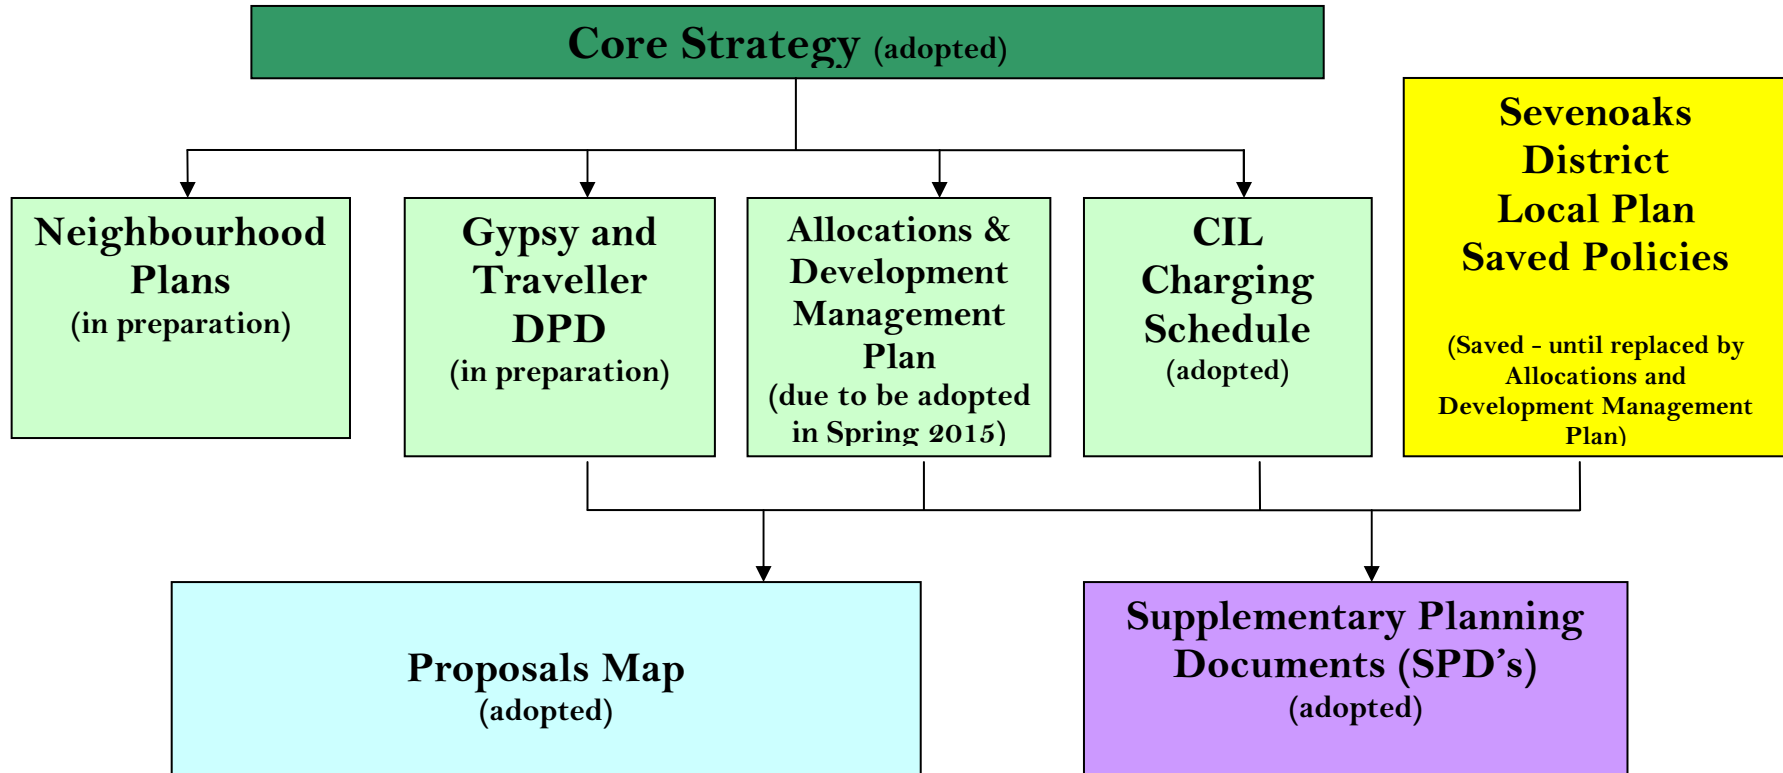 Core Strategy (adopted)
Neighbourhood
Plans
(in preparation)
Gypsy and
Traveller
DPD
(in preparation)
Allocations &
Development
Management
Plan
(due to be adopted
in Spring 2015)
CIL
Charging
Schedule
(adopted)
Sevenoaks
District
Local Plan
Saved Policies
(Saved - until replaced by
Allocations and
Development Management
Plan)
Proposals Map
(adopted)
Supplementary Planning
Documents (SPD’s)
(adopted)